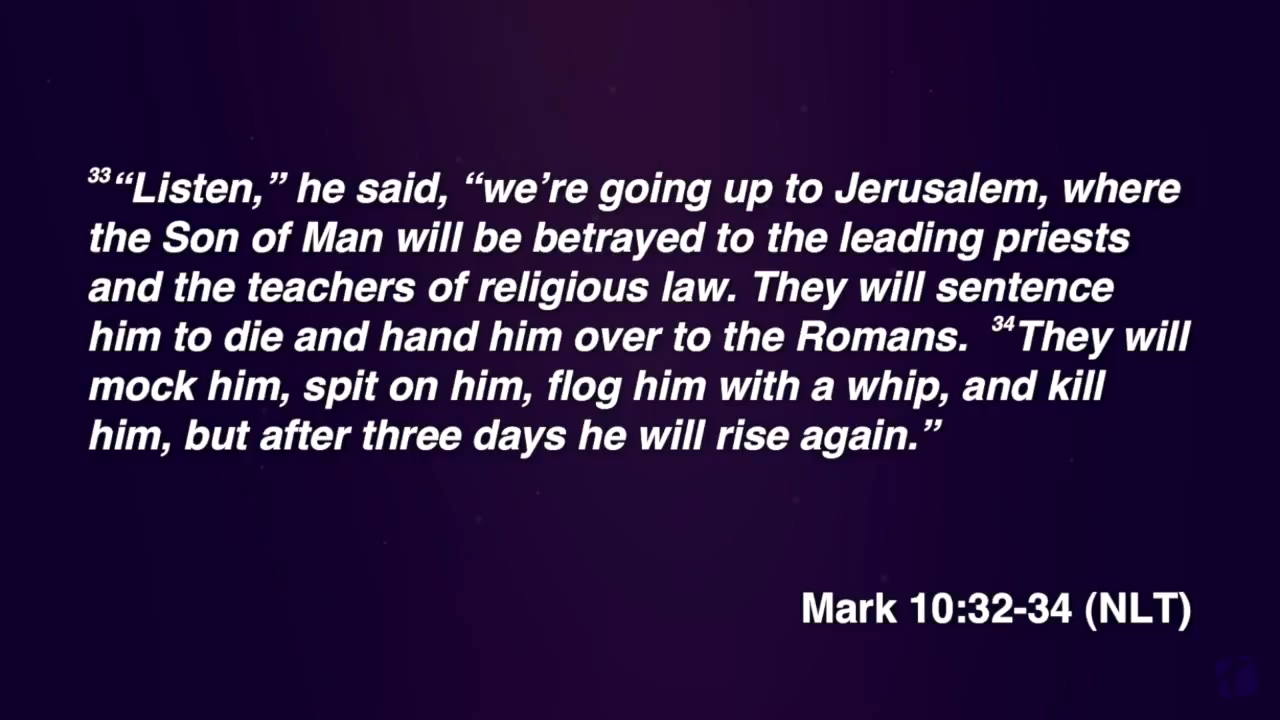 ³³“Listen,” he said, “we’re going up to Jerusalem, where
the Son of Man will be betrayed to the leading priests
and the teachers of religious law. They will sentence
him to die and hand him over to the Romans. ³⁴They will
mock him, spit on him, flog him with a whip, and kill
him, but after three days he will rise again.”
Mark 10:32-34 (NLT)